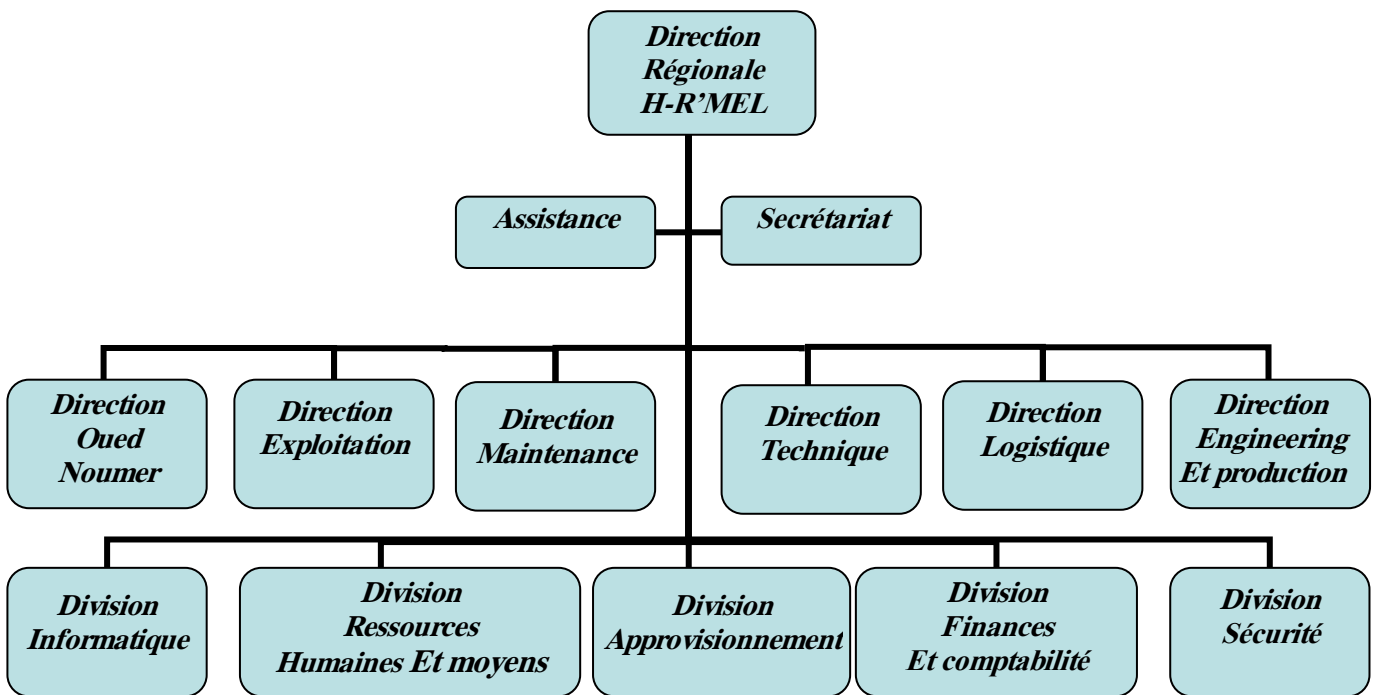 Direction
Régionale
H-R’MEL
Assistance
Secrétariat
Direction
Oued
Noumer
Direction
Exploitation
Direction
Maintenance
Direction
Technique
Direction
Logistique
Direction
Engineering
Et production
Division
Informatique
Division
Ressources
Humaines Et moyens
Division
Approvisionnement
Division
Finances
Et comptabilité
Division
Sécurité